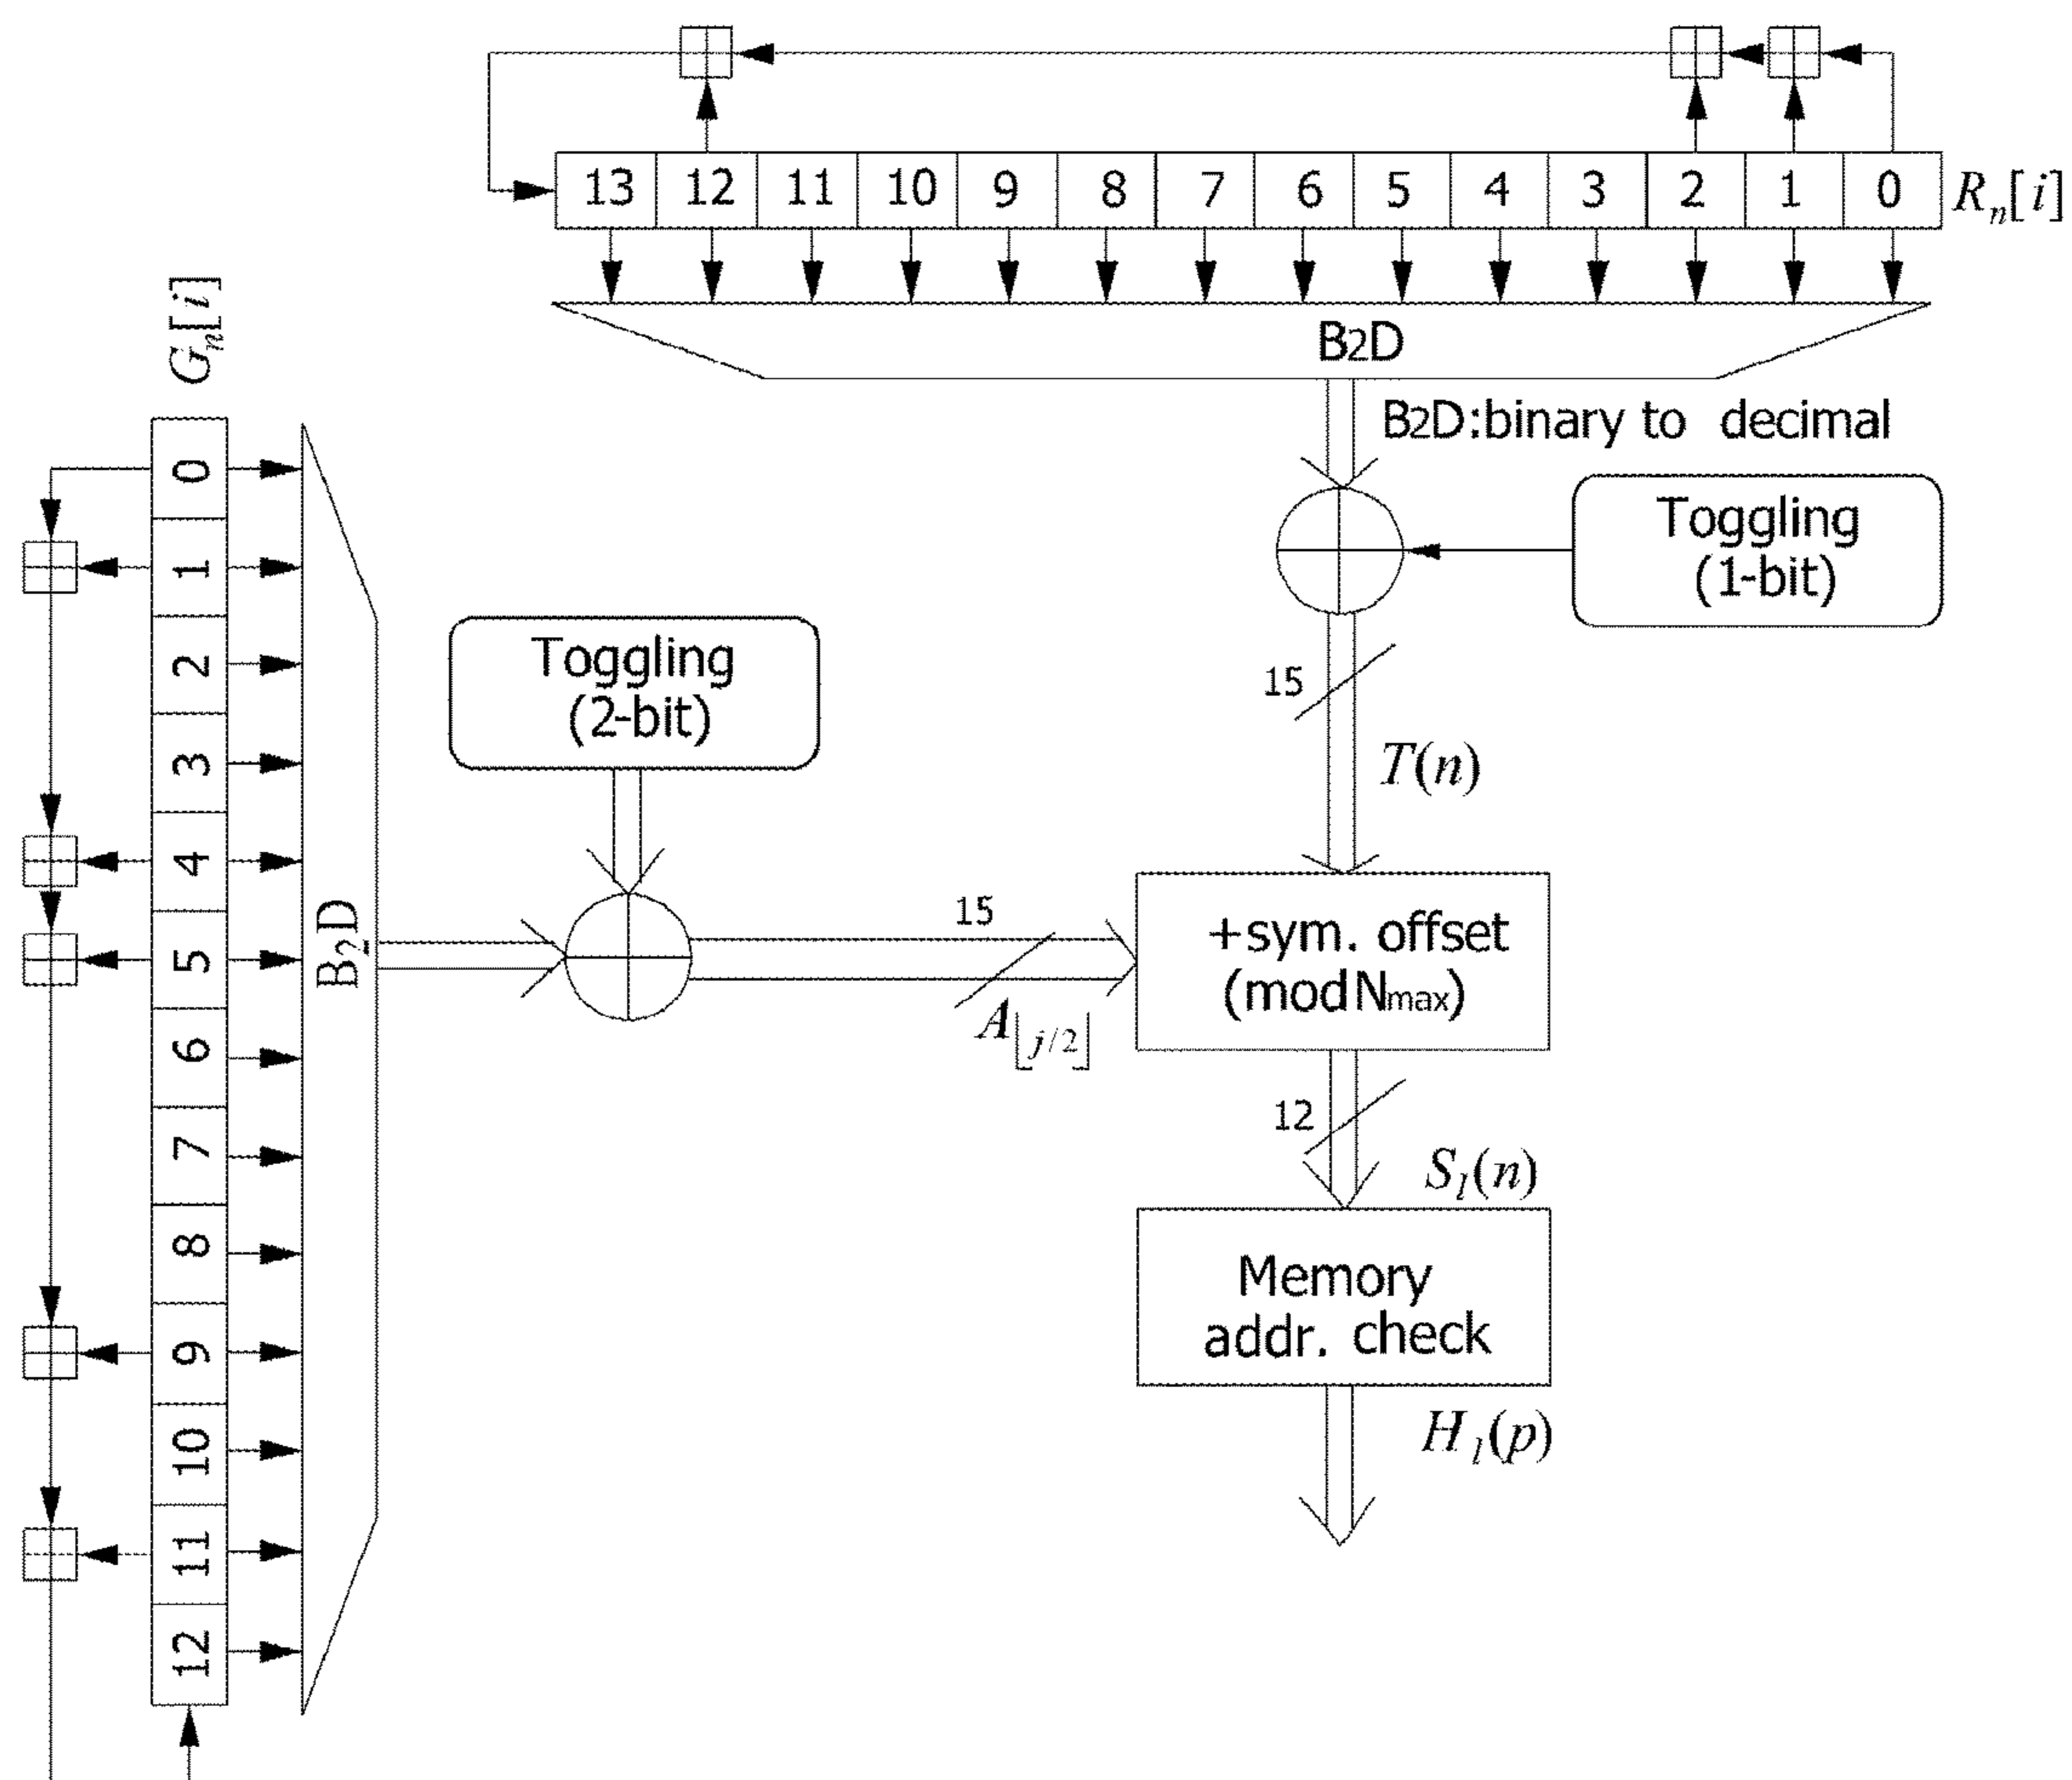 13 12 11 10 9 8 7 6 5 4 3 2 1 0 Rₙ[i]
B2D
B2D:binary to decimal
Toggling
(1-bit)
15
T(n)
Gₙ[i]
0
1
2
3
4
5
6
7
8
9
10
11
12
B2D
Toggling
(2-bit)
15
A⌊j/2⌋
+sym. offset
(modNmax)
12
Sₗ(n)
Memory
addr. check
Hₗ(p)